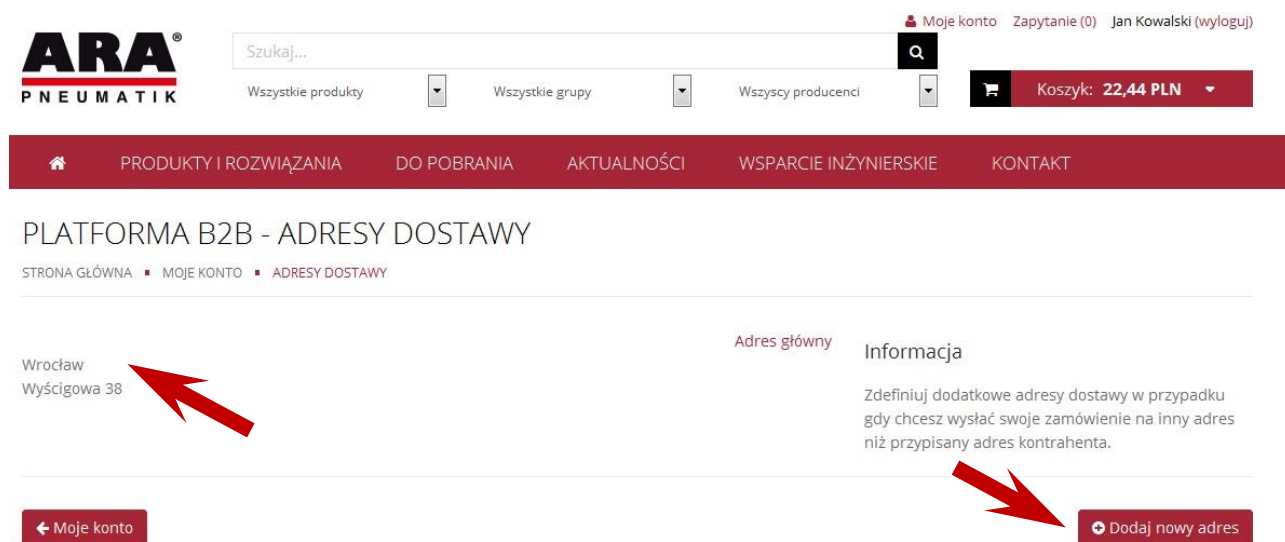 Moje konto Zapytanie (0) Jan Kowalski (wyloguj)
ARA®
PNEUMATIK
Szukaj...
Wszystkie produkty Wszystkie grupy Wszyscy producenci
Koszyk: 22,44 PLN
PRODUKTY I ROZWIĄZANIA DO POBRANIA AKTUALNOŚCI WSPARCIE INŻYNIERSKIE KONTAKT
PLATFORMA B2B - ADRESY DOSTAWY
STRONA GŁÓWNA MOJE KONTO ADRESY DOSTAWY
Wrocław
Wyścigowa 38
Adres główny
Informacja
Zdefiniuj dodatkowe adresy dostawy w przypadku
gdy chcesz wysłać swoje zamówienie na inny adres
niż przypisany adres kontrahenta.
Moje konto
Dodaj nowy adres